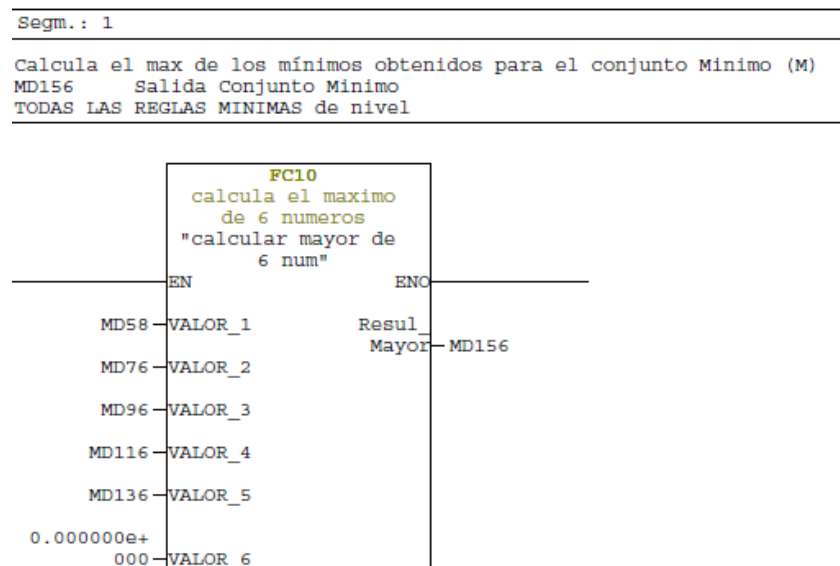 Segm.: 1
Calcula el max de los mínimos obtenidos para el conjunto Minimo (M)
MD156 Salida Conjunto Minimo
TODAS LAS REGLAS MINIMAS de nivel
FC10
calcula el maximo
de 6 numeros
"calcular mayor de
6 num"
EN ENO
MD58 VALOR_1 Resul_
Mayor MD156
MD76 VALOR_2
MD96 VALOR_3
MD116 VALOR_4
MD136 VALOR_5
0.000000e+
000 VALOR_6